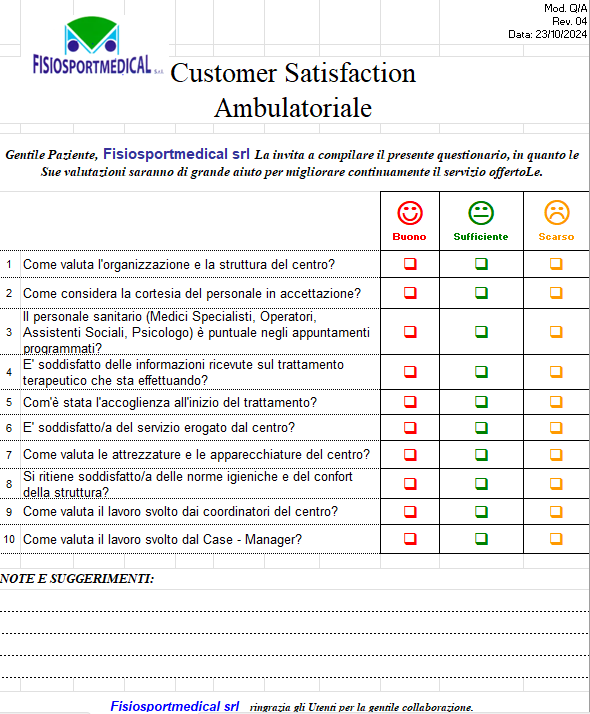 Mod. Q/A
Rev. 04
Data: 23/10/2024
FISIOSPORTMEDICAL s.r.l.
Customer Satisfaction
Ambulatoriale
Gentile Paziente, Fisiosportmedical srl La invita a compilare il presente questionario, in quanto le
Sue valutazioni saranno di grande aiuto per migliorare continuamente il servizio offertoLe.
Buono Sufficiente Scarso
1 Come valuta l'organizzazione e la struttura del centro?
2 Come considera la cortesia del personale in accettazione?
3 Il personale sanitario (Medici Specialisti, Operatori,
Assistenti Sociali, Psicologo) è puntuale negli appuntamenti
programmati?
4 E' soddisfatto delle informazioni ricevute sul trattamento
terapeutico che sta effettuando?
5 Com'è stata l'accoglienza all'inizio del trattamento?
6 E' soddisfatto/a del servizio erogato dal centro?
7 Come valuta le attrezzature e le apparecchiature del centro?
8 Si ritiene soddisfatto/a delle norme igieniche e del confort
della struttura?
9 Come valuta il lavoro svolto dai coordinatori del centro?
10 Come valuta il lavoro svolto dal Case - Manager?
NOTE E SUGGERIMENTI:
Fisiosportmedical srl ringrazia gli Utenti per la gentile collaborazione.